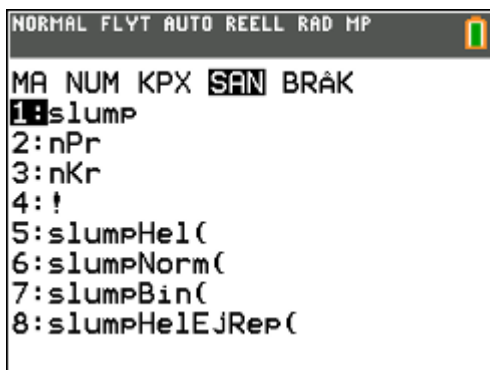 NORMAL FLYT AUTO REELL RAD MP
MA NUM KPX SAN BRÅK
1:slump
2:nPr
3:nKr
4:!
5:slumpHel(
6:slumpNorm(
7:slumpBin(
8:slumpHelEJRep(